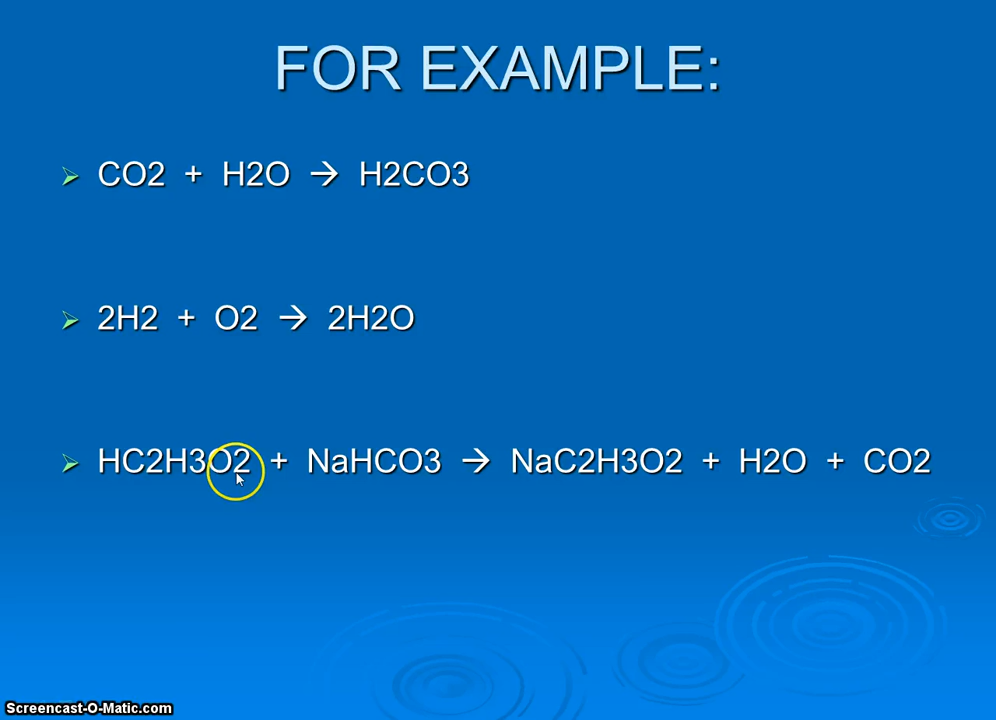 FOR EXAMPLE:
CO2 + H2O → H2CO3
2H2 + O2 → 2H2O
HC2H3O2 + NaHCO3 → NaC2H3O2 + H2O + CO2
Screencast-O-Matic.com